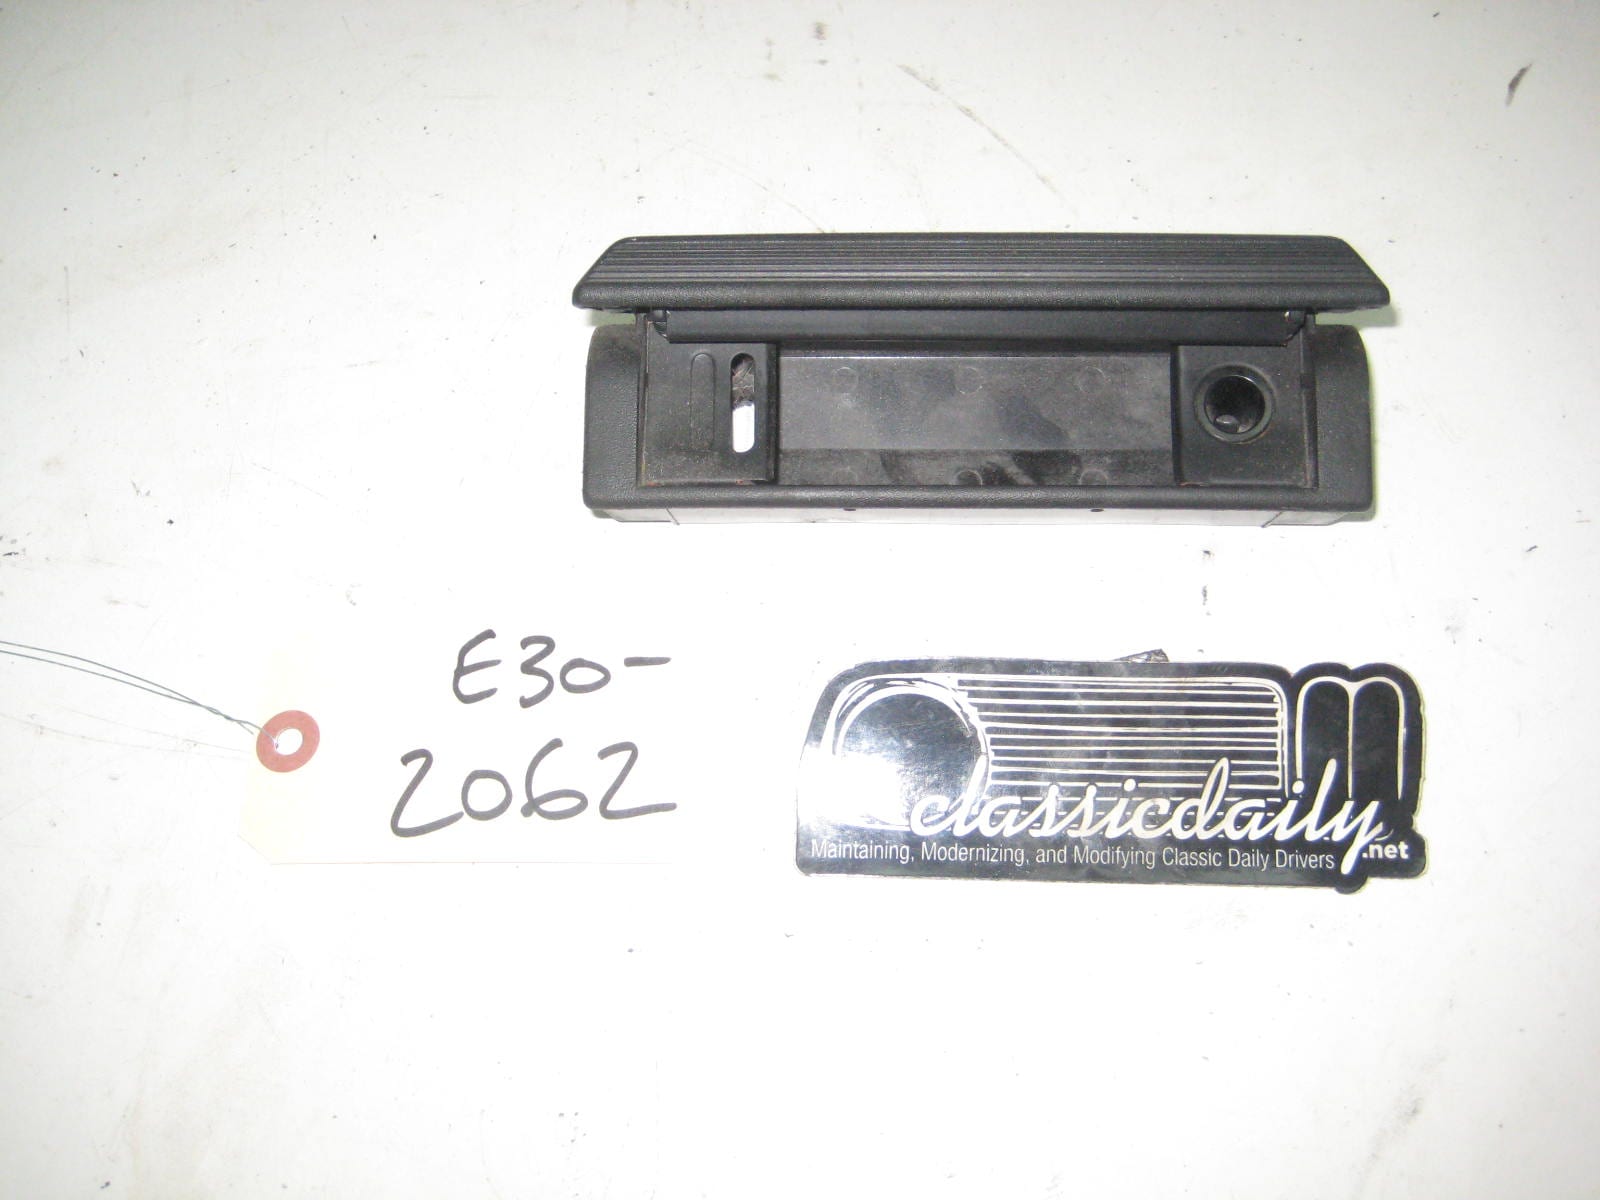 E30-
2062
classicdaily.net
Maintaining, Modernizing, and Modifying Classic Daily Drivers